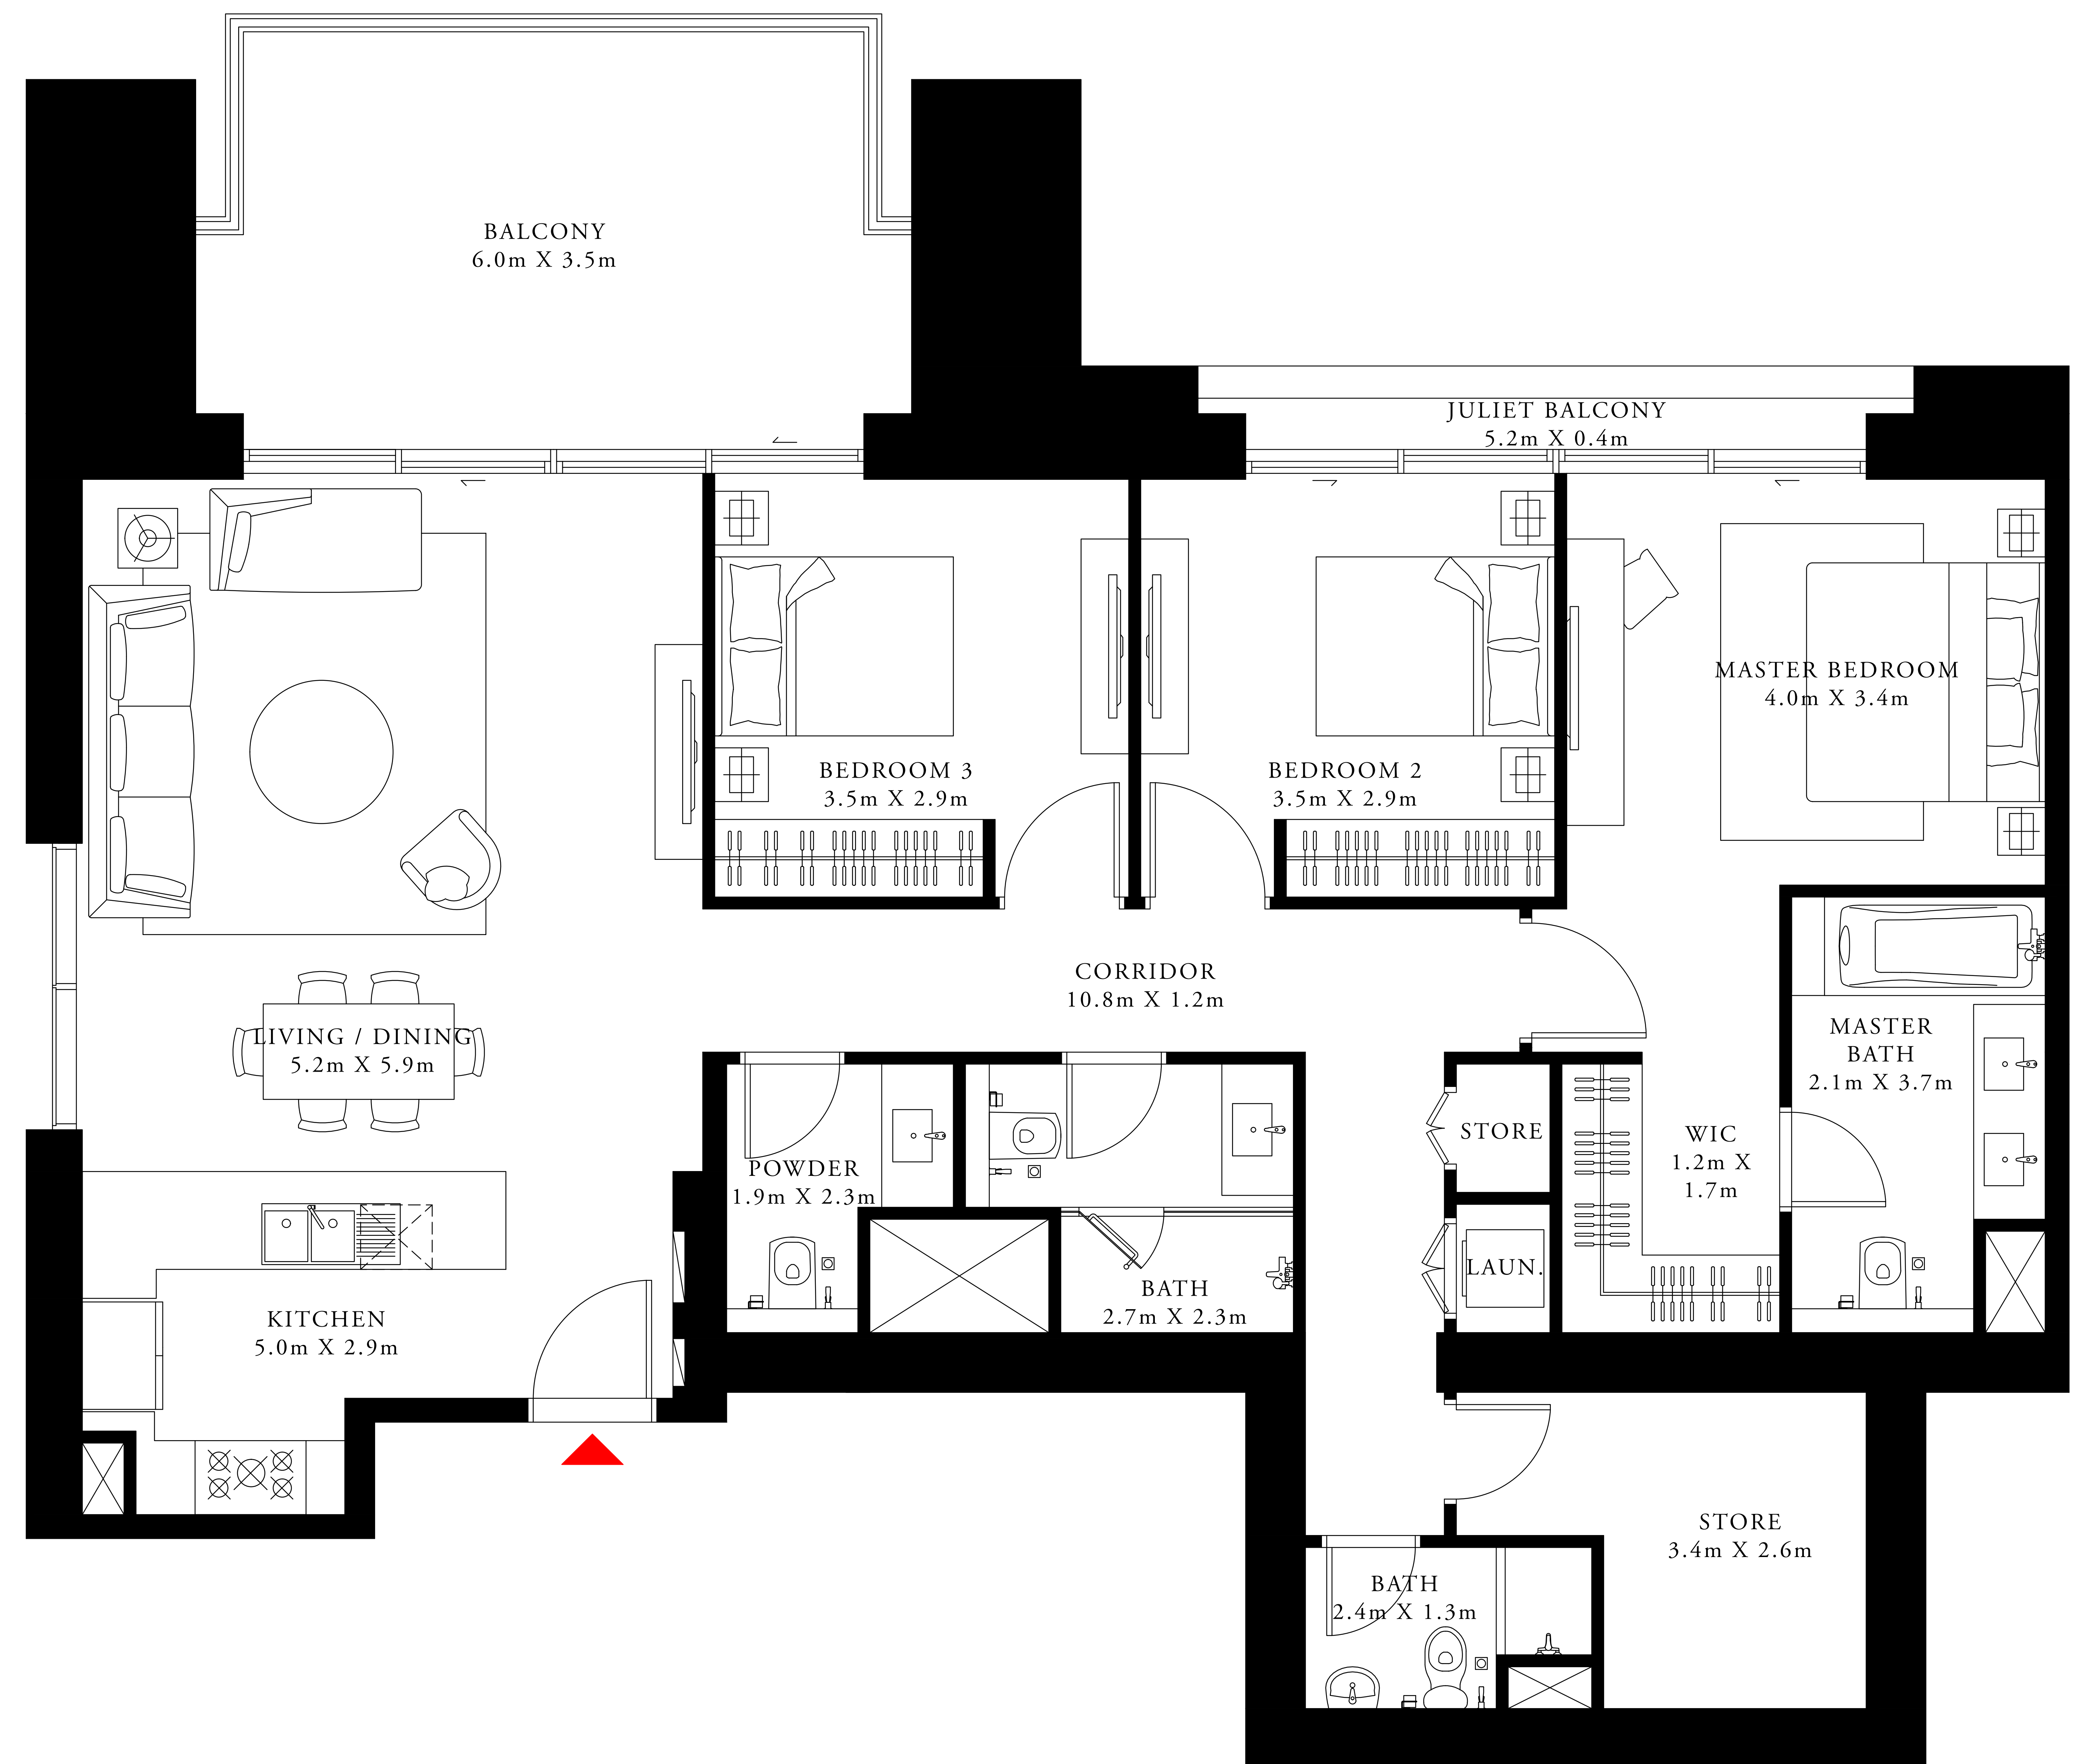 BALCONY
6.0m X 3.5m
JULIET BALCONY
5.2m X 0.4m
MASTER BEDROOM
4.0m X 3.4m
BEDROOM 3
3.5m X 2.9m
BEDROOM 2
3.5m X 2.9m
CORRIDOR
10.8m X 1.2m
LIVING / DINING
5.2m X 5.9m
MASTER
BATH
2.1m X 3.7m
STORE
WIC
1.2m X
1.7m
POWDER
1.9m X 2.3m
LAUN.
BATH
2.7m X 2.3m
KITCHEN
5.0m X 2.9m
STORE
3.4m X 2.6m
BATH
2.4m X 1.3m